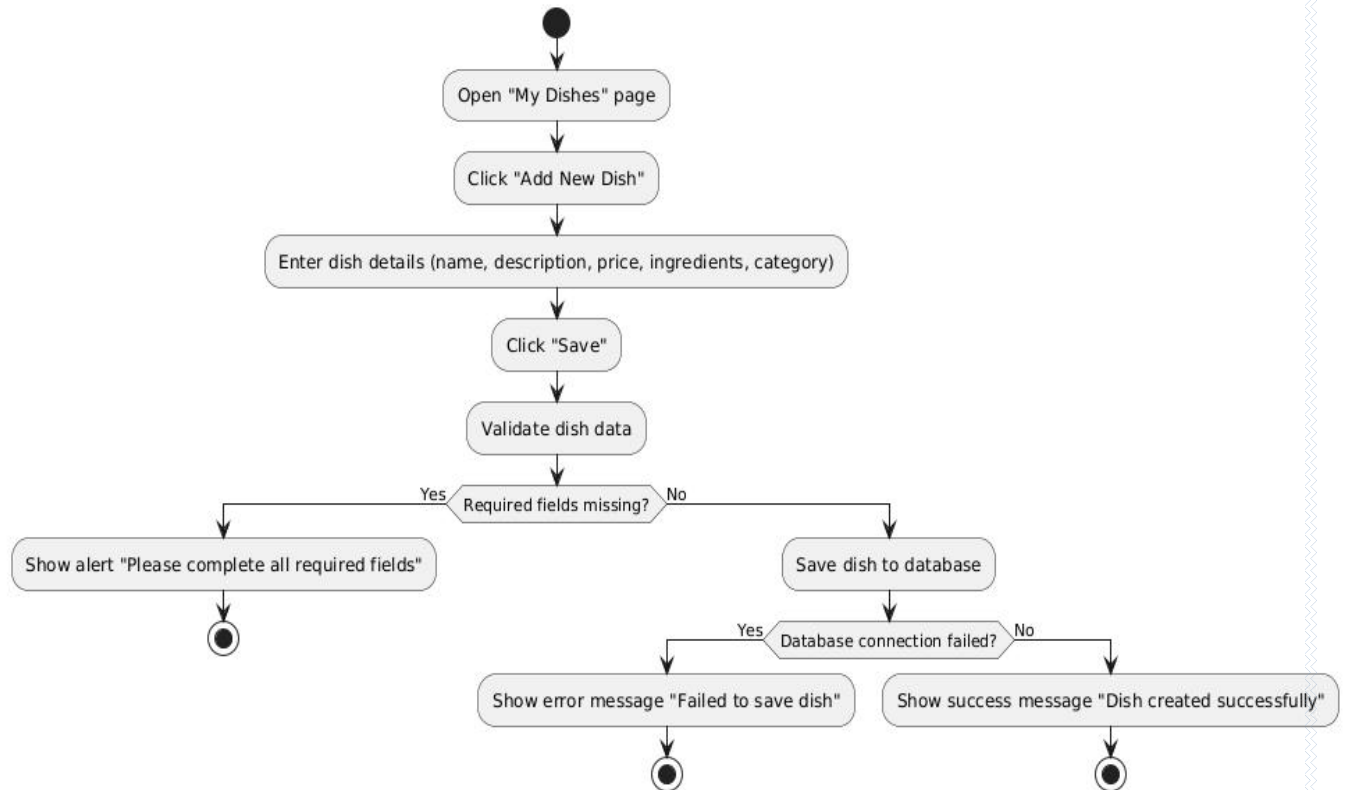 Open "My Dishes" page
Click "Add New Dish"
Enter dish details (name, description, price, ingredients, category)
Click "Save"
Validate dish data
Yes
Required fields missing?
No
Show alert "Please complete all required fields"
Save dish to database
Yes
Database connection failed?
No
Show error message "Failed to save dish"
Show success message "Dish created successfully"